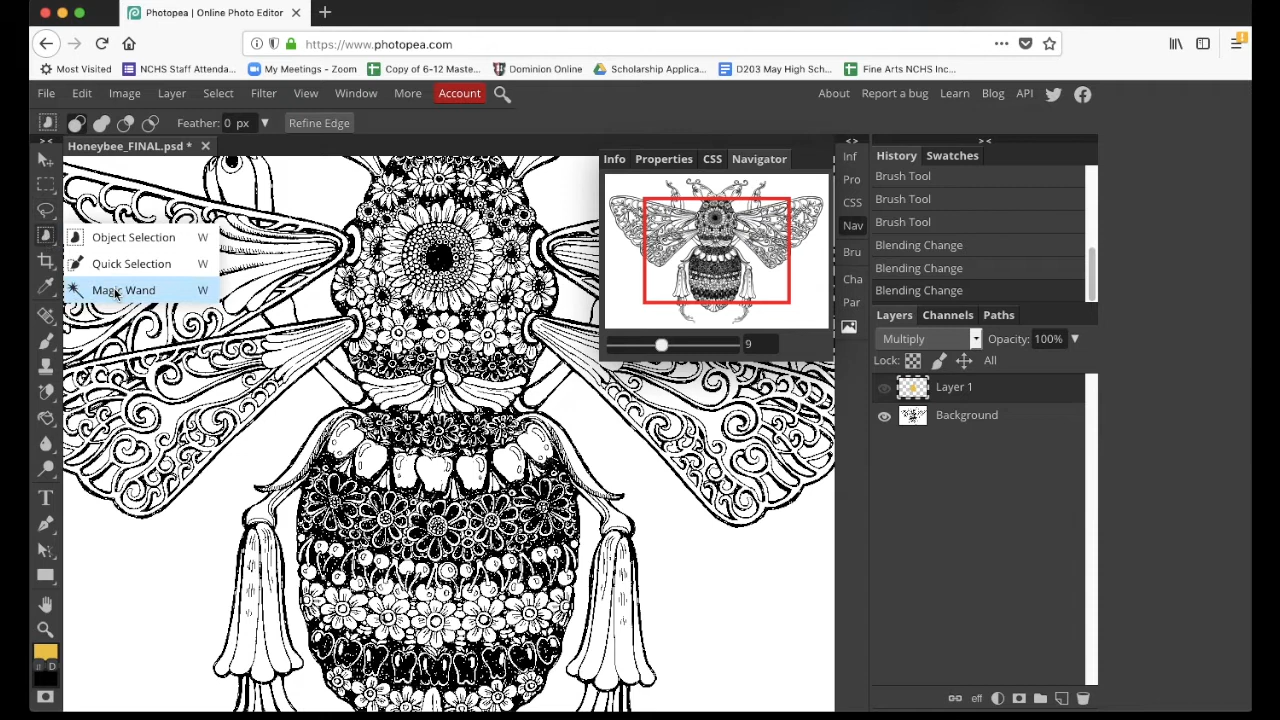 Photopea | Online Photo Editor
https://www.photopea.com
Most Visited NCHS Staff Attenda... My Meetings - Zoom Copy of 6-12 Maste... Dominion Online Scholarship Applica... D203 May High Sch... Fine Arts NCHS Inc...
File Edit Image Layer Select Filter View Window More Account About Report a bug Learn Blog API
Feather: 0 px Refine Edge
Honeybee_FINAL.psd *
Object Selection W
Quick Selection W
Magic Wand W
T
D
Info Properties CSS Navigator
9
Inf
Pro
CSS
Nav
Bru
Cha
Par
History Swatches
Brush Tool
Brush Tool
Brush Tool
Blending Change
Blending Change
Blending Change
Layers Channels Paths
Multiply Opacity: 100%
Lock: All
Layer 1
Background
eff